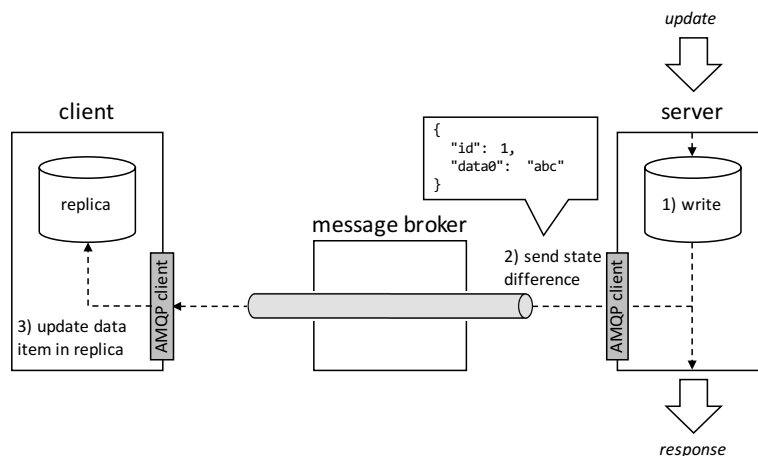 update
client
server
{
"id": 1,
"data0": "abc"
}
replica
1) write
message broker
2) send state
difference
AMQP client
AMQP client
3) update data
item in replica
response